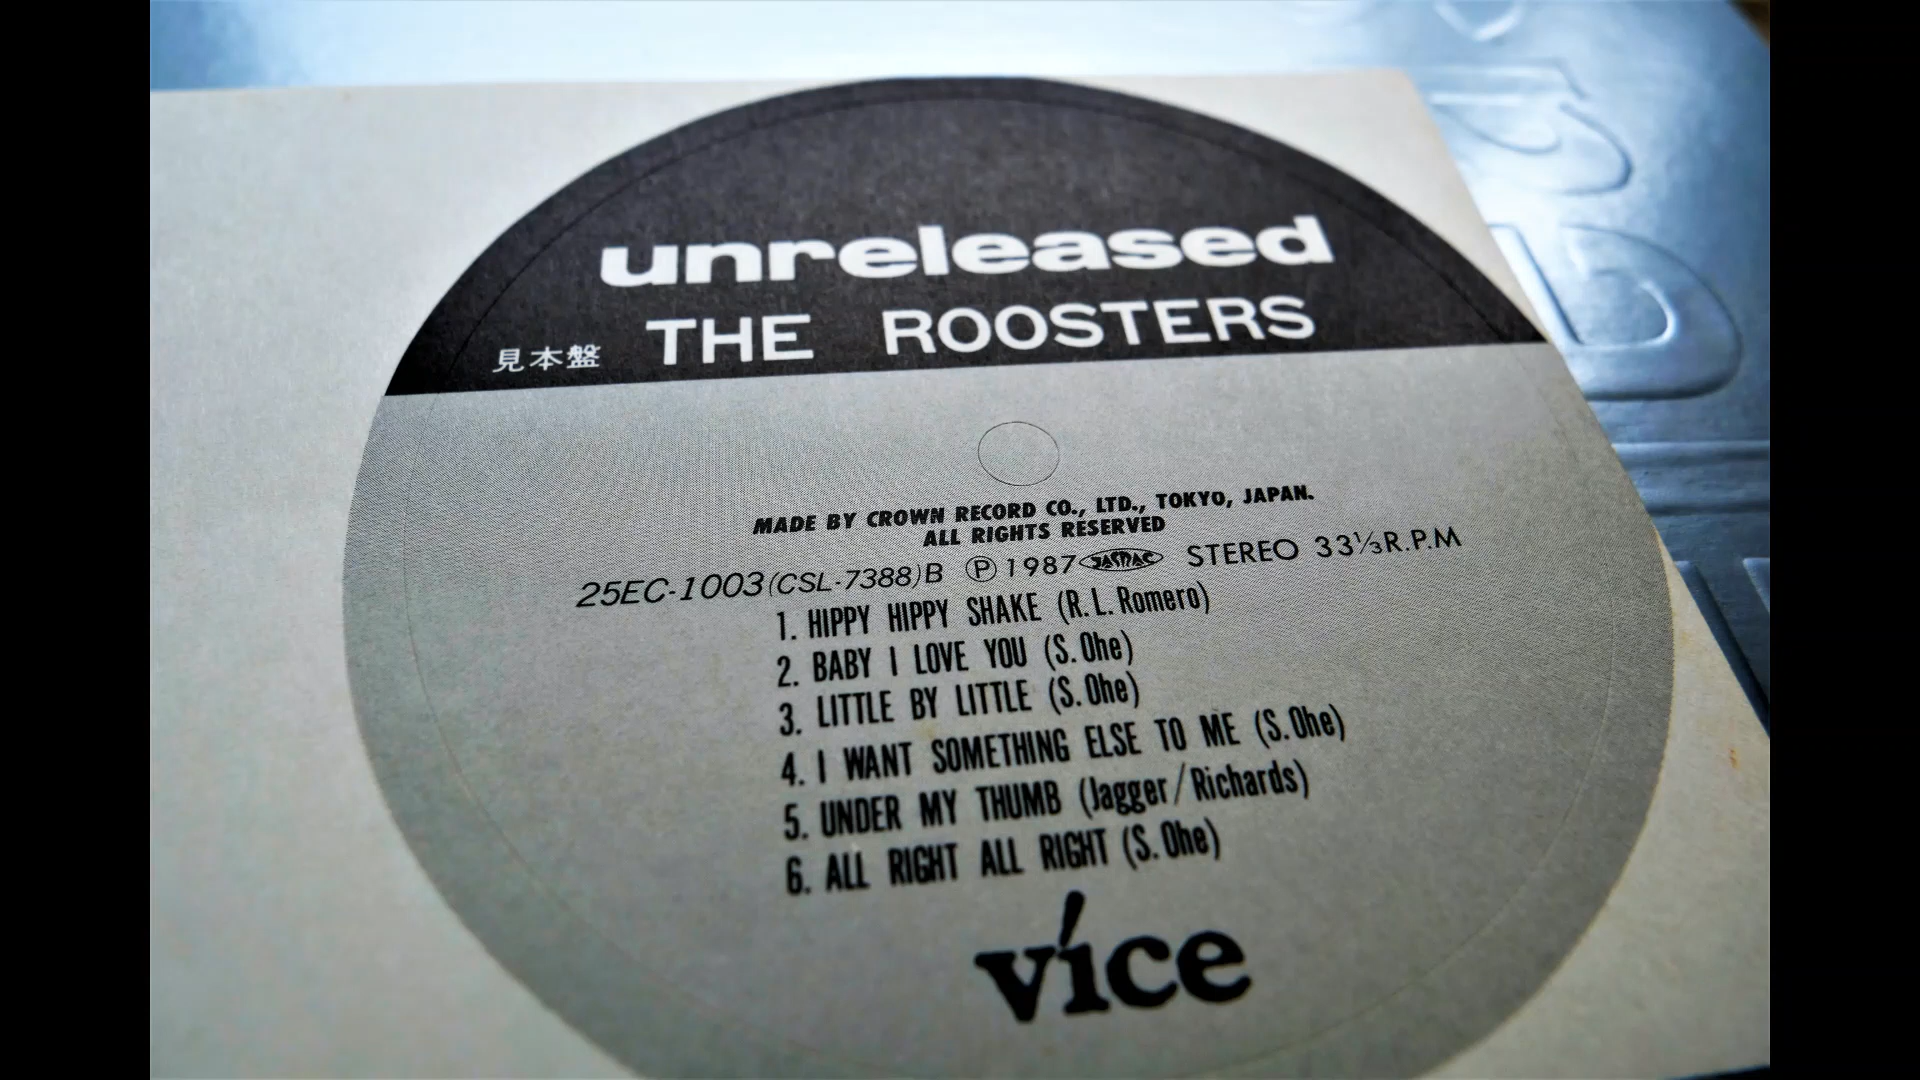 unreleased
見本盤 THE ROOSTERS
MADE BY CROWN RECORD CO., LTD., TOKYO, JAPAN.
ALL RIGHTS RESERVED
25EC-1003(CSL-7388)B Ⓟ1987 JASRAC STEREO 33⅓R.P.M
1. HIPPY HIPPY SHAKE (R.L.Romero)
2. BABY I LOVE YOU (S.Ohe)
3. LITTLE BY LITTLE (S.Ohe)
4. I WANT SOMETHING ELSE TO ME (S.Ohe)
5. UNDER MY THUMB (Jagger/Richards)
6. ALL RIGHT ALL RIGHT (S.Ohe)
vice